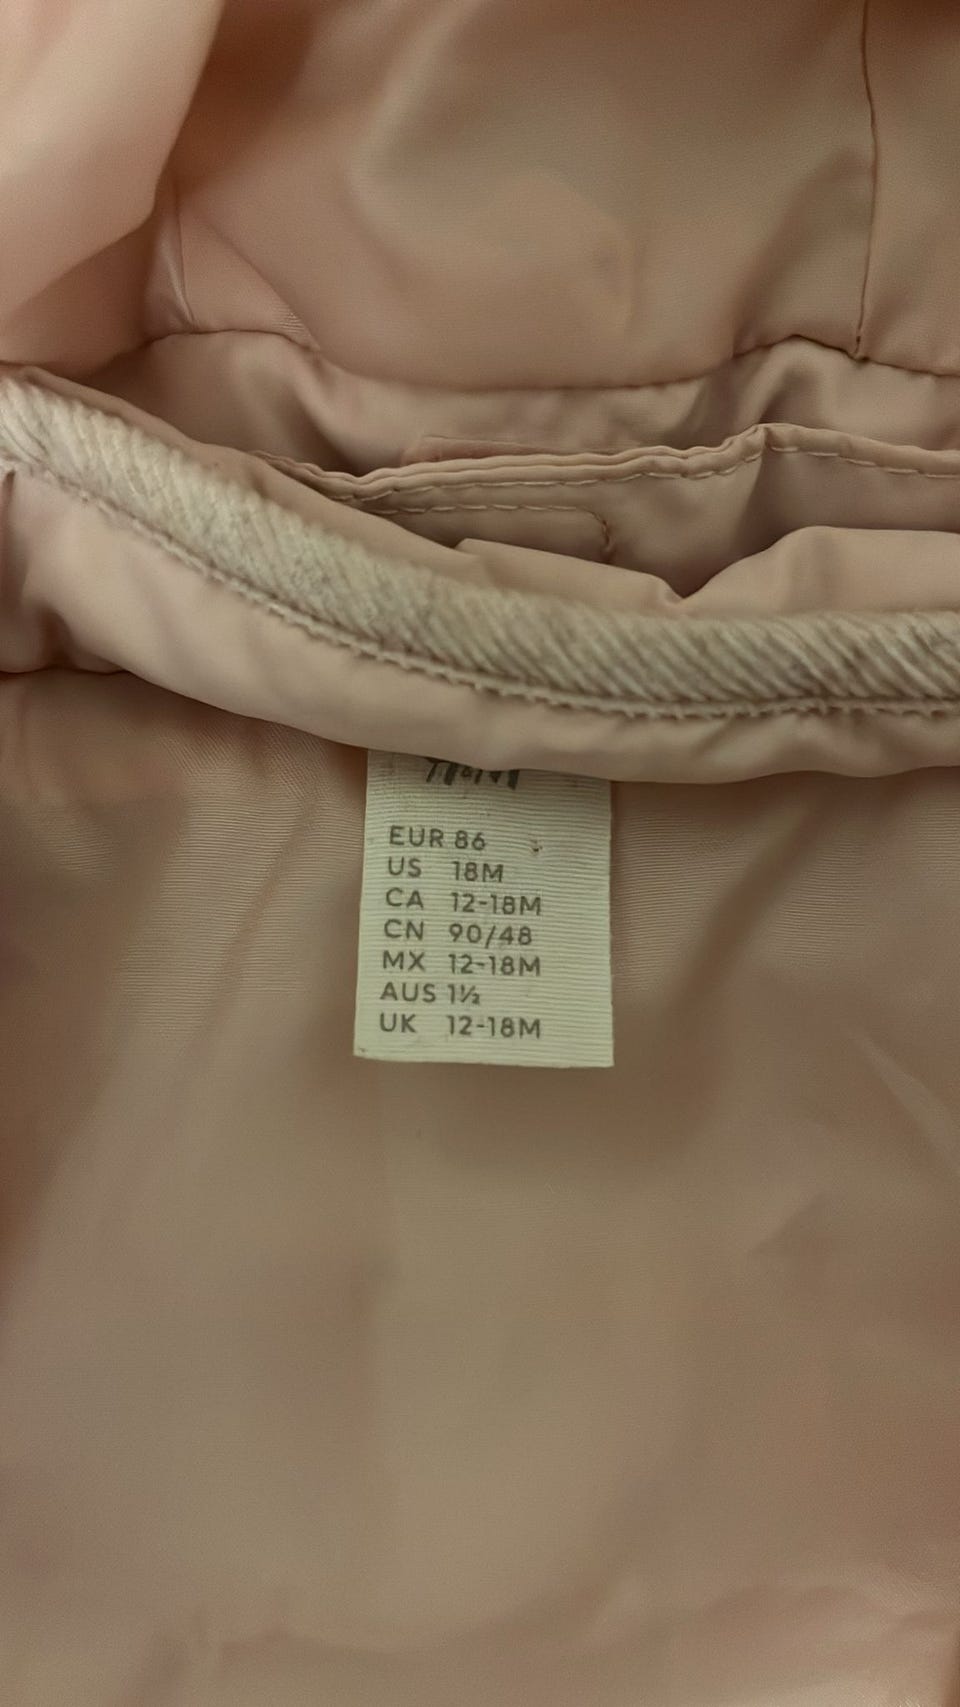 H&M
EUR 86
US 18M
CA 12-18M
CN 90/48
MX 12-18M
AUS 1½
UK 12-18M